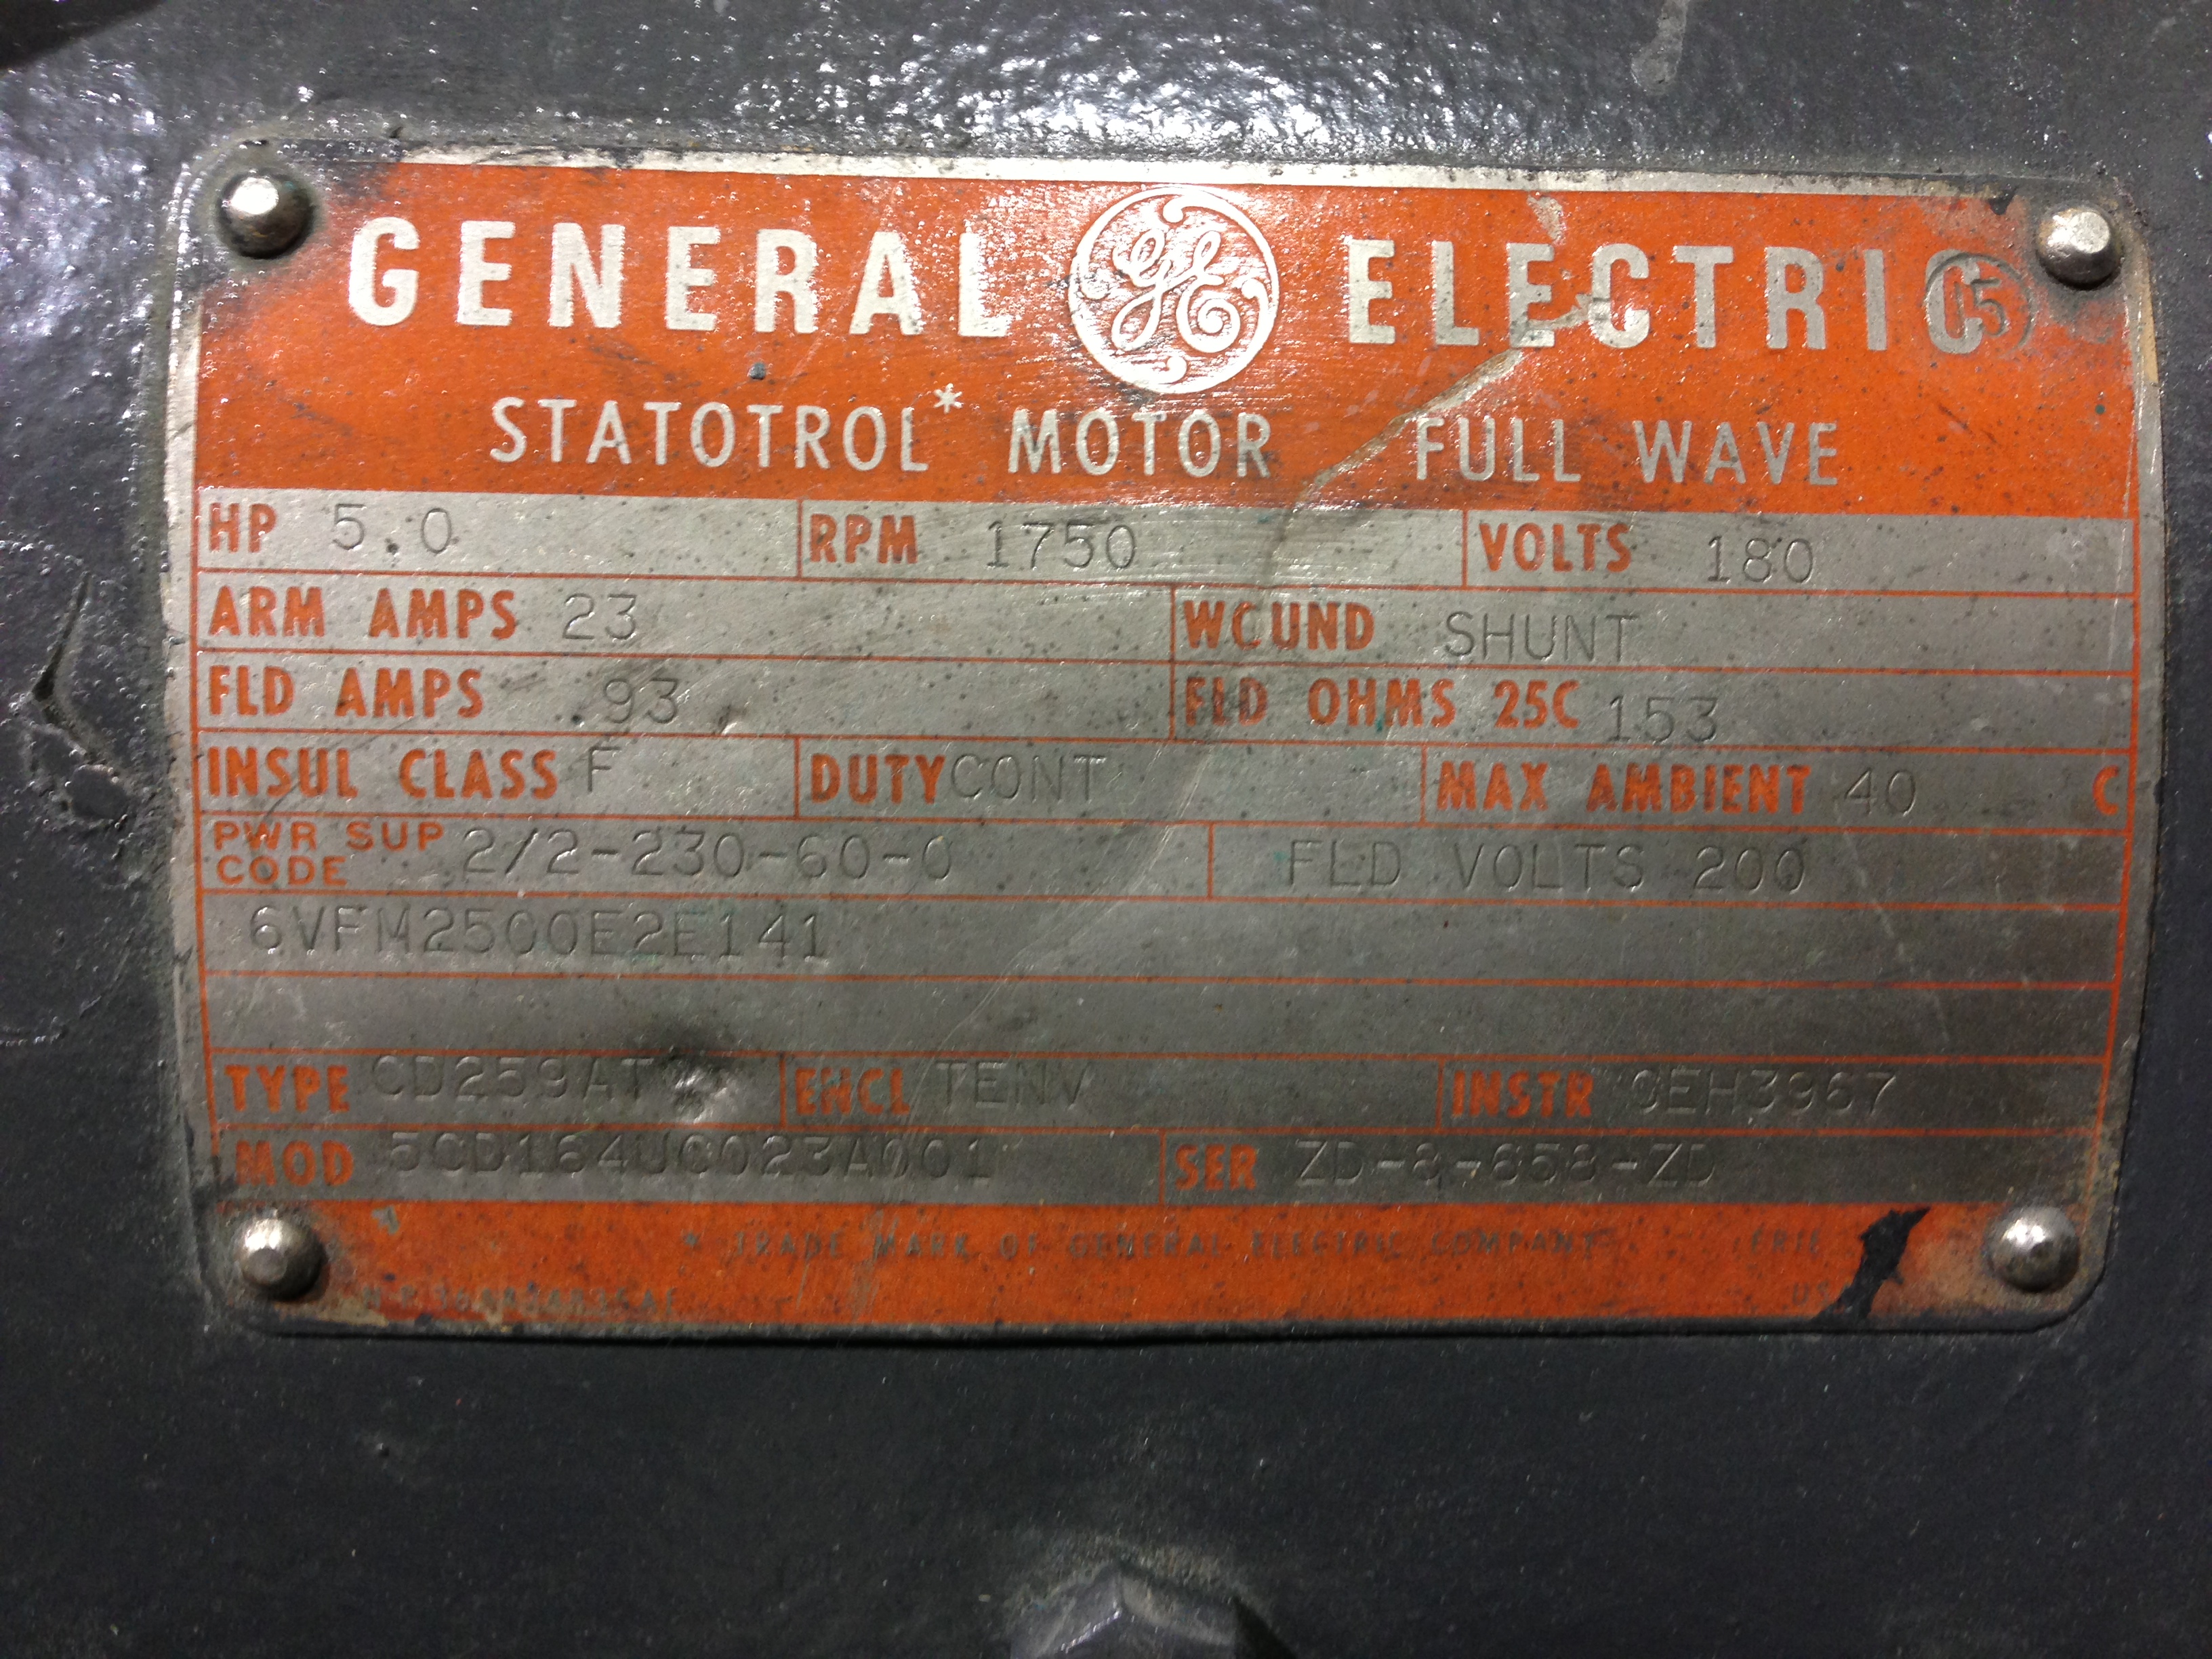 GENERAL GE ELECTRIC 05
STATOTROL* MOTOR FULL WAVE
HP 5.0 RPM 1750 VOLTS 180
ARM AMPS 23 WOUND SHUNT
FLD AMPS .93 FLD OHMS 25C 153
INSUL CLASS F DUTY CONT MAX AMBIENT 40 C
PWR SUP CODE 2/2-230-60-0 FLD VOLTS 200
6VFM2500E2E141
TYPE CD259AT ENCL TENV INSTR GEH3967
MOD 5CD164UC023A001 SER ZD-8-658-ZD
* TRADE MARK OF GENERAL ELECTRIC COMPANY ERIE
N.P.